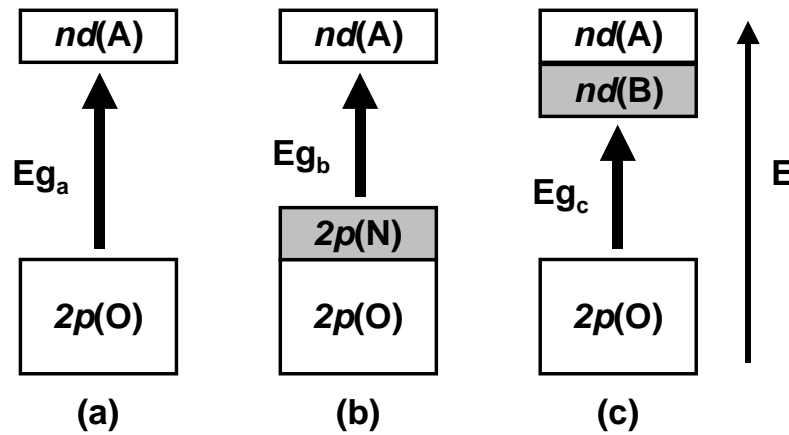 nd(A)
Eg_a
2p(O)
(a)
nd(A)
Eg_b
2p(N)
2p(O)
(b)
nd(A)
nd(B)
Eg_c
2p(O)
(c)
E